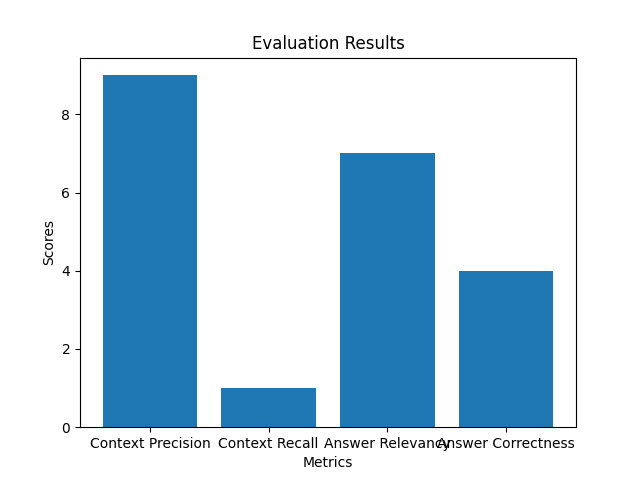 Evaluation Results
8
6
4
2
0
Scores
Context Precision
Context Recall
Answer Relevancy
Answer Correctness
Metrics